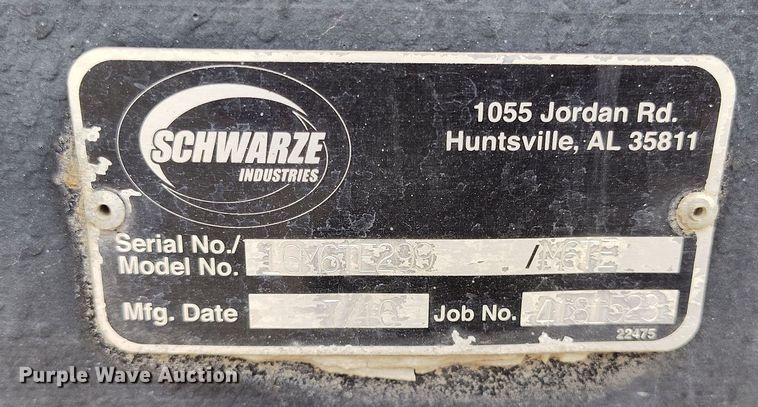 SCHWARZE
INDUSTRIES
1055 Jordan Rd.
Huntsville, AL 35811
Serial No./
Model No. /
Mfg. Date Job No.
22475
Purple Wave Auction